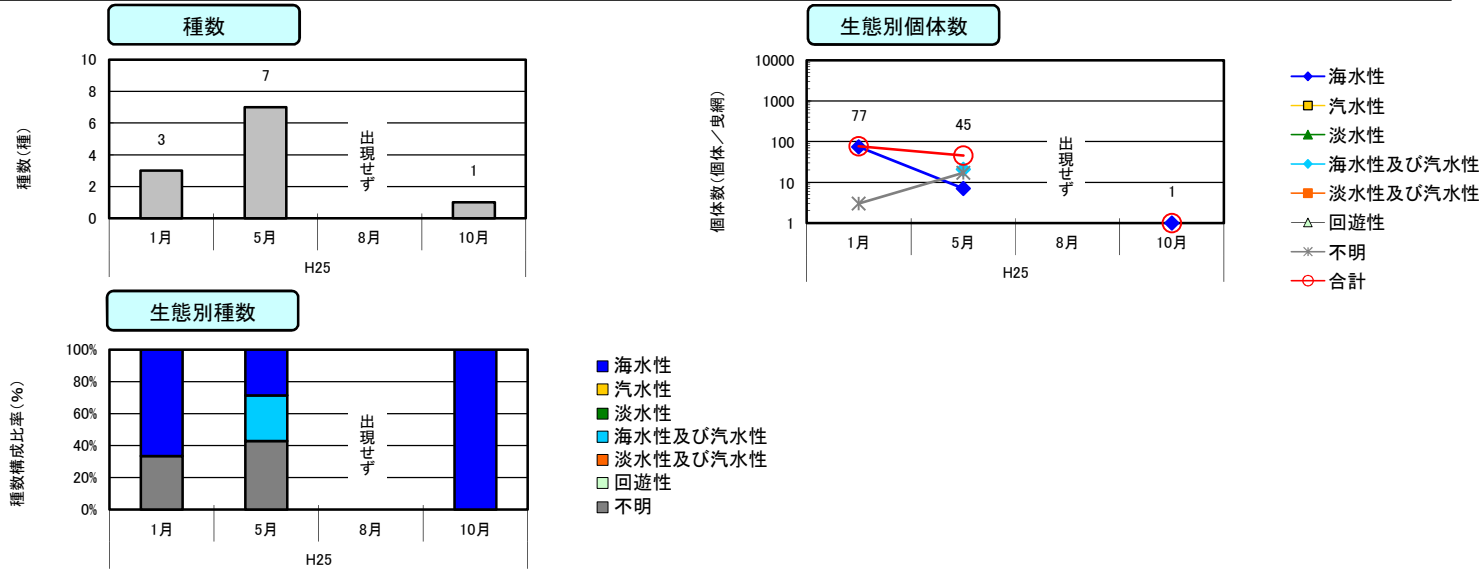 種数
種数(種)
10
8
6
4
2
0
3
7
出現せず
1
1月
5月
8月
10月
H25
生態別個体数
個体数(個体/曳網)
10000
1000
100
10
1
77
45
出現せず
1
1月
5月
8月
10月
H25
海水性
汽水性
淡水性
海水性及び汽水性
淡水性及び汽水性
回遊性
不明
合計
生態別種数
種数構成比率(%)
100%
80%
60%
40%
20%
0%
出現せず
1月
5月
8月
10月
H25
海水性
汽水性
淡水性
海水性及び汽水性
淡水性及び汽水性
回遊性
不明